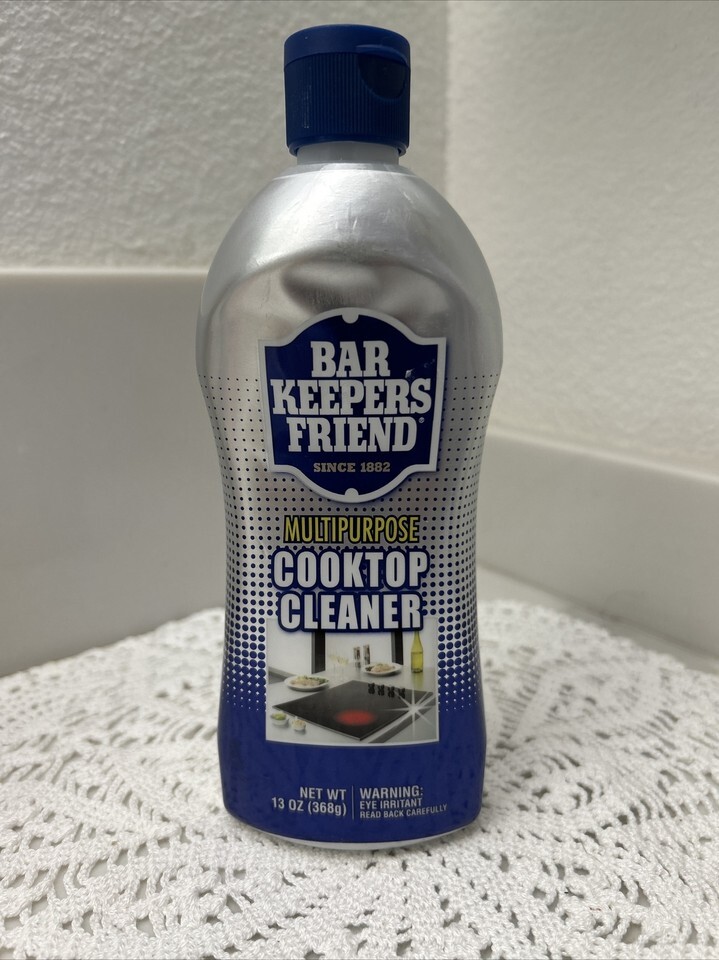 BAR
KEEPERS
FRIEND®
SINCE 1882
MULTIPURPOSE
COOKTOP
CLEANER
NET WT
13 OZ (368g)
WARNING:
EYE IRRITANT
READ BACK CAREFULLY